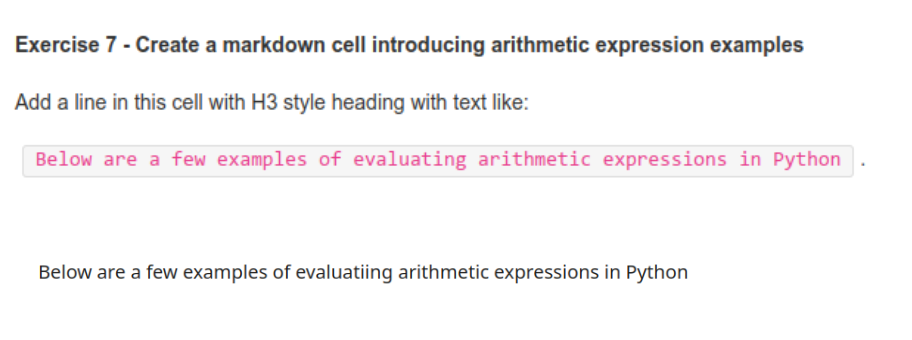 Exercise 7 - Create a markdown cell introducing arithmetic expression examples
Add a line in this cell with H3 style heading with text like:
Below are a few examples of evaluating arithmetic expressions in Python .
Below are a few examples of evaluatiing arithmetic expressions in Python